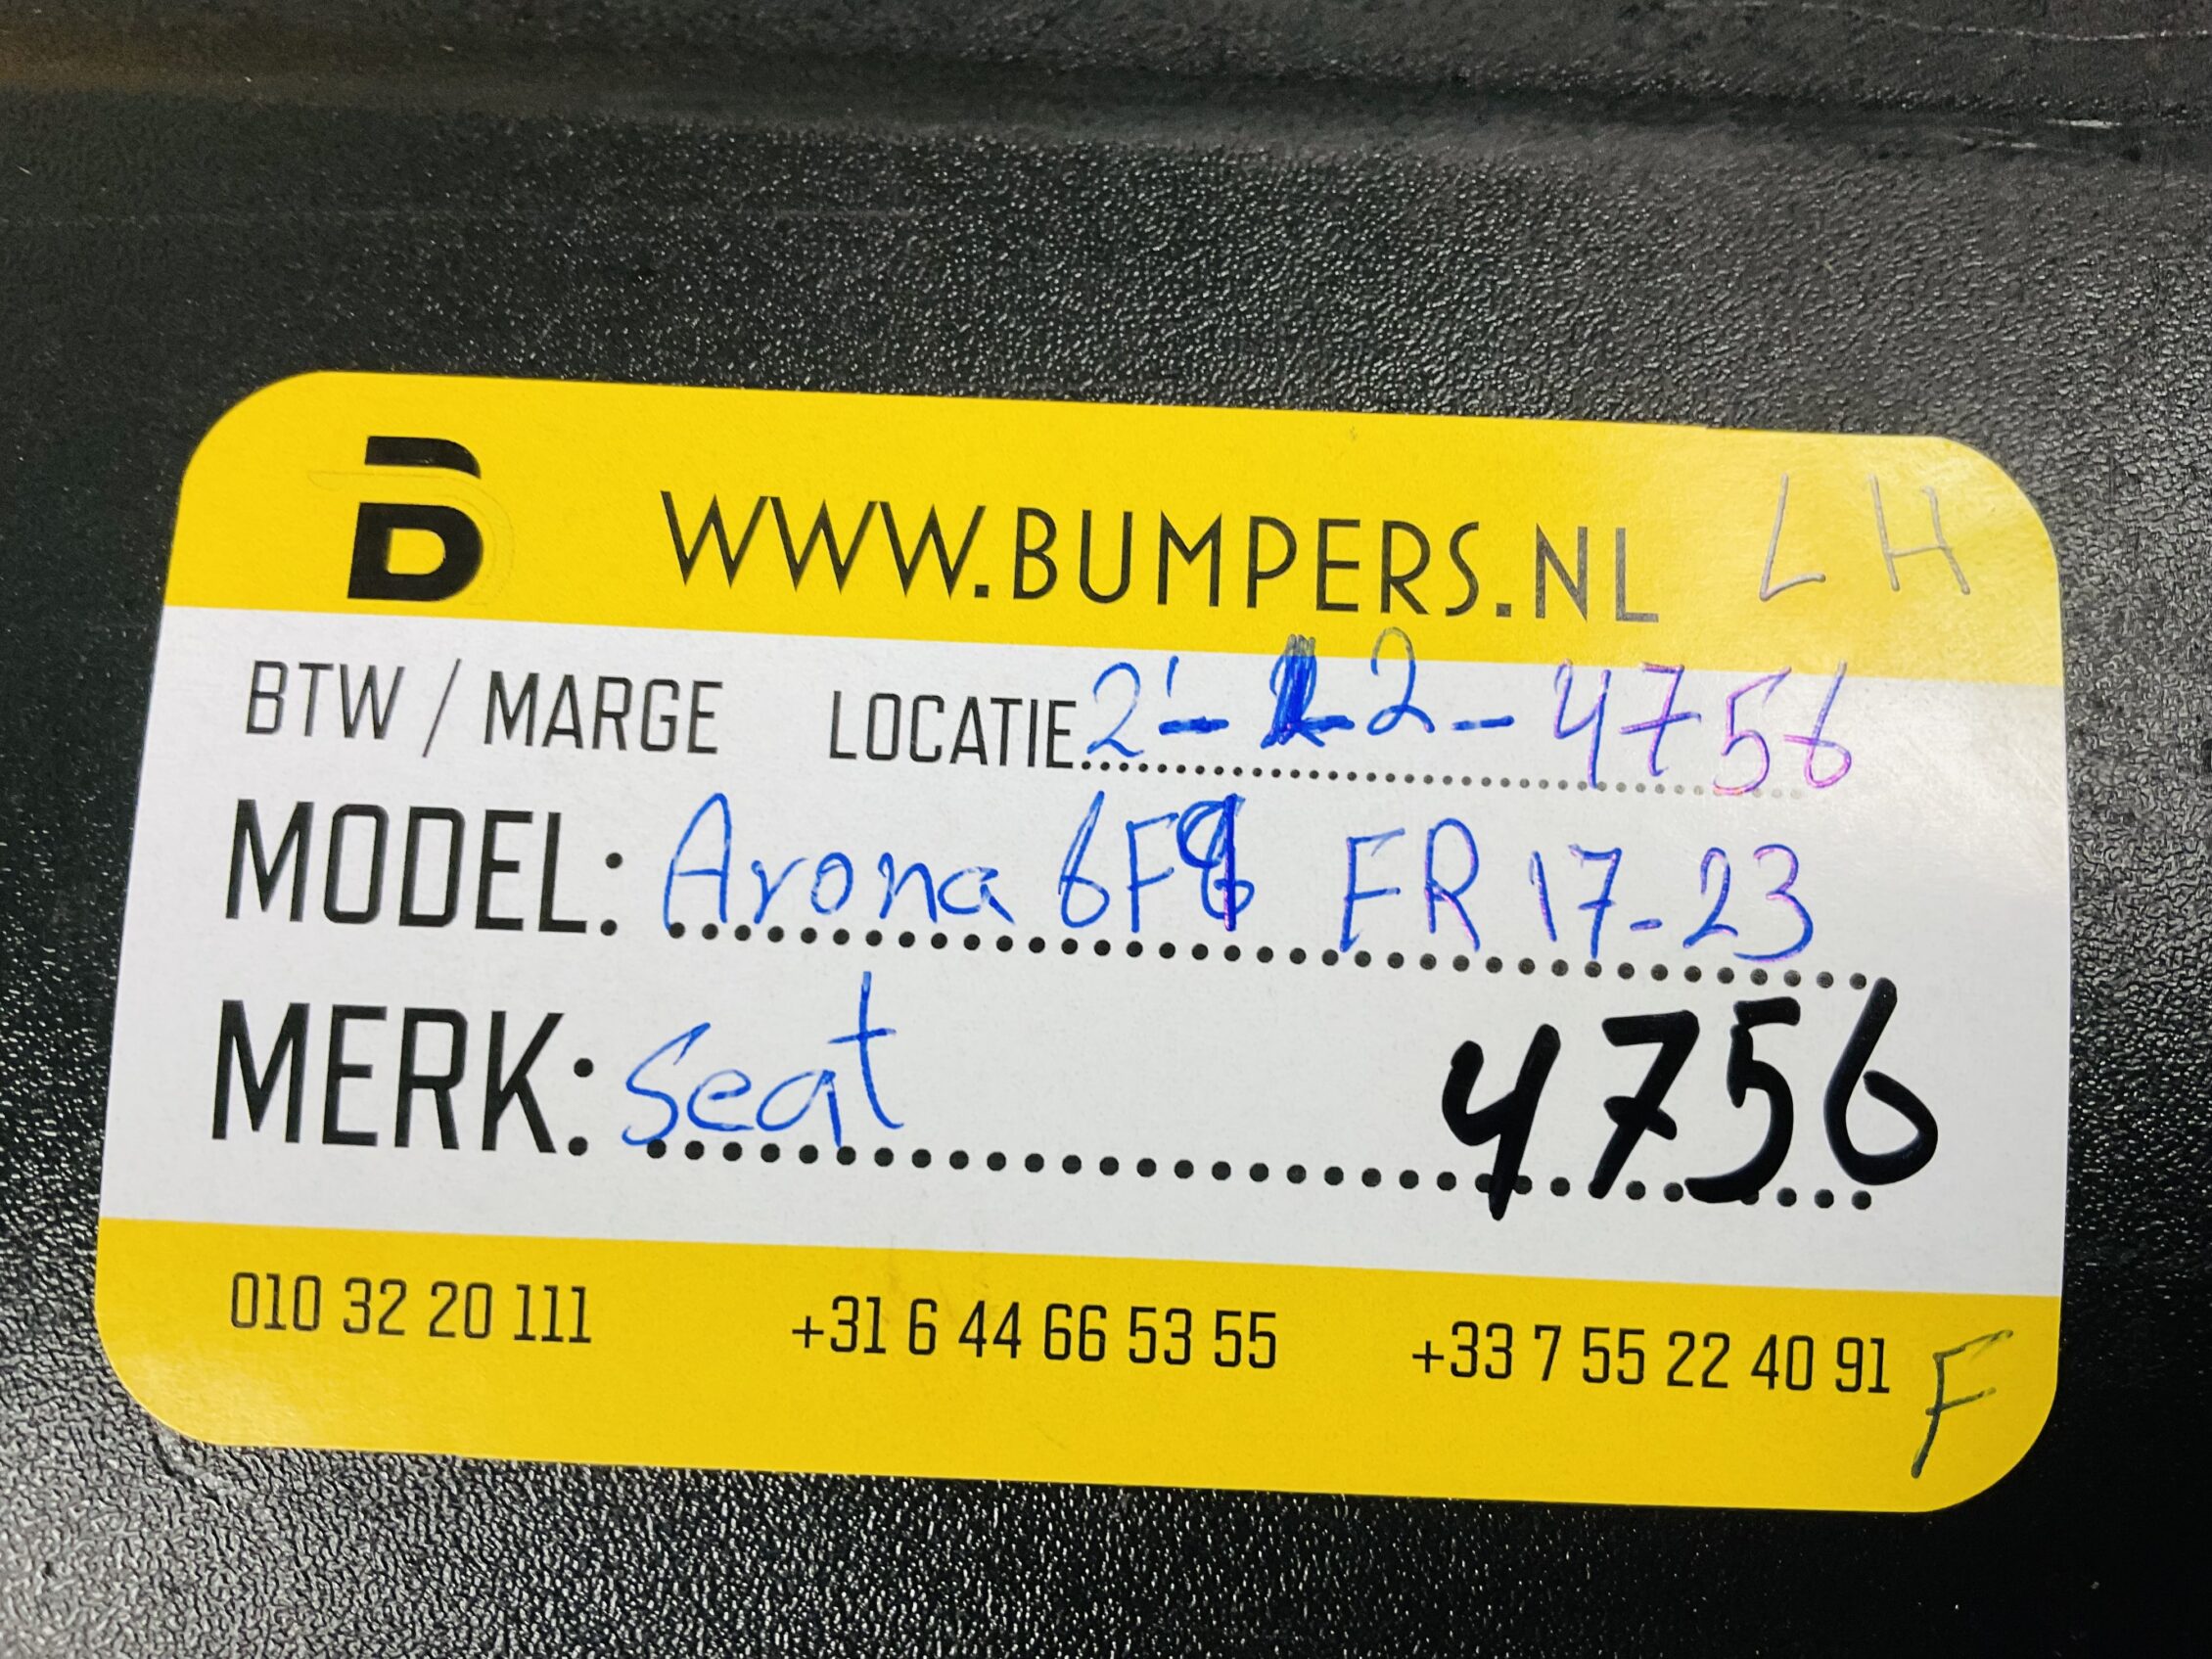 B WWW.BUMPERS.NL LH
BTW / MARGE LOCATIE 2'- 2 - 4756
MODEL: Arona 6F9 FR 17-23
MERK: Seat 4756
010 32 20 111 +31 6 44 66 53 55 +33 7 55 22 40 91 F